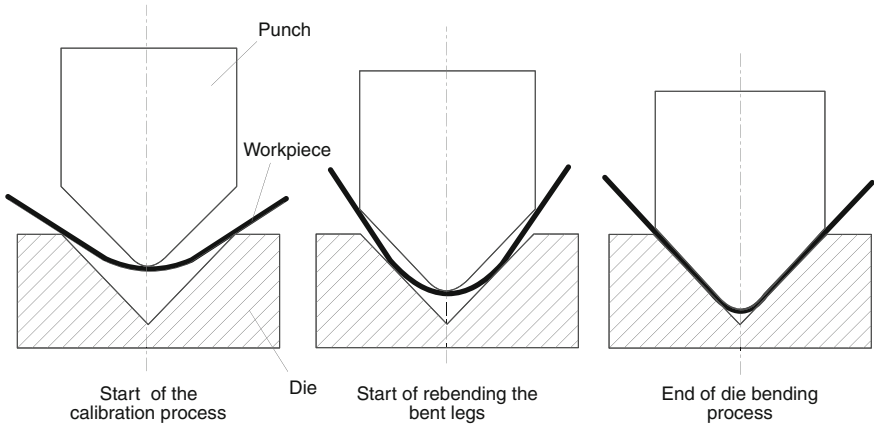 Punch
Workpiece
Die
Start of the
calibration process
Start of rebending the
bent legs
End of die bending
process